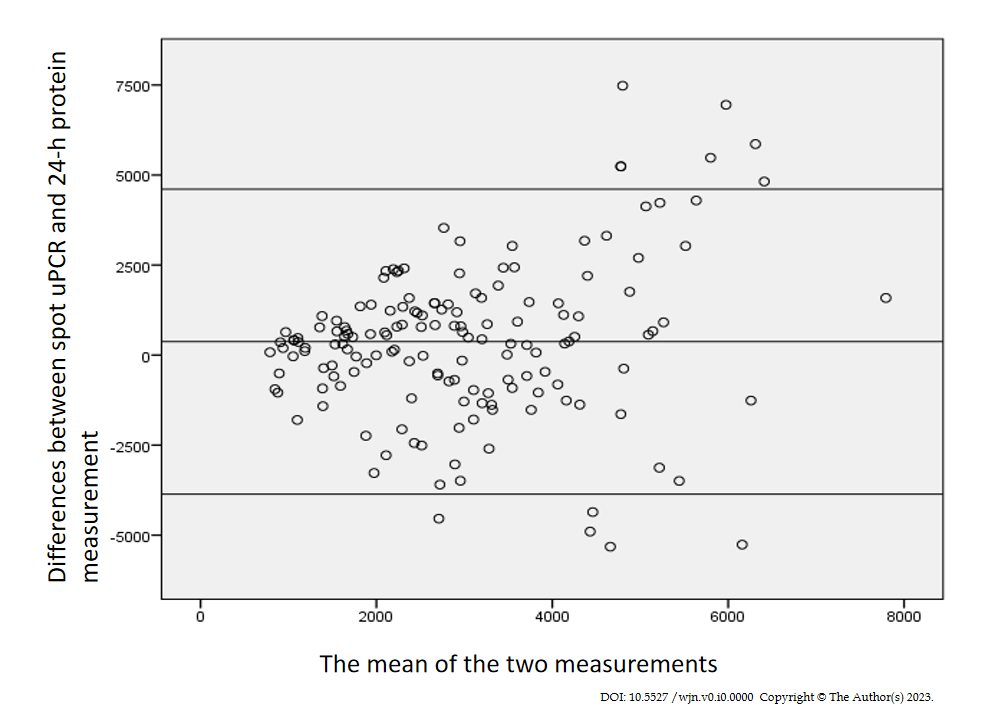 Differences between spot uPCR and 24-h protein
measurement
7500
5000
2500
0
-2500
-5000
0 2000 4000 6000 8000
The mean of the two measurements
DOI: 10.5527/wjn.v0.i0.0000 Copyright © The Author(s) 2023.